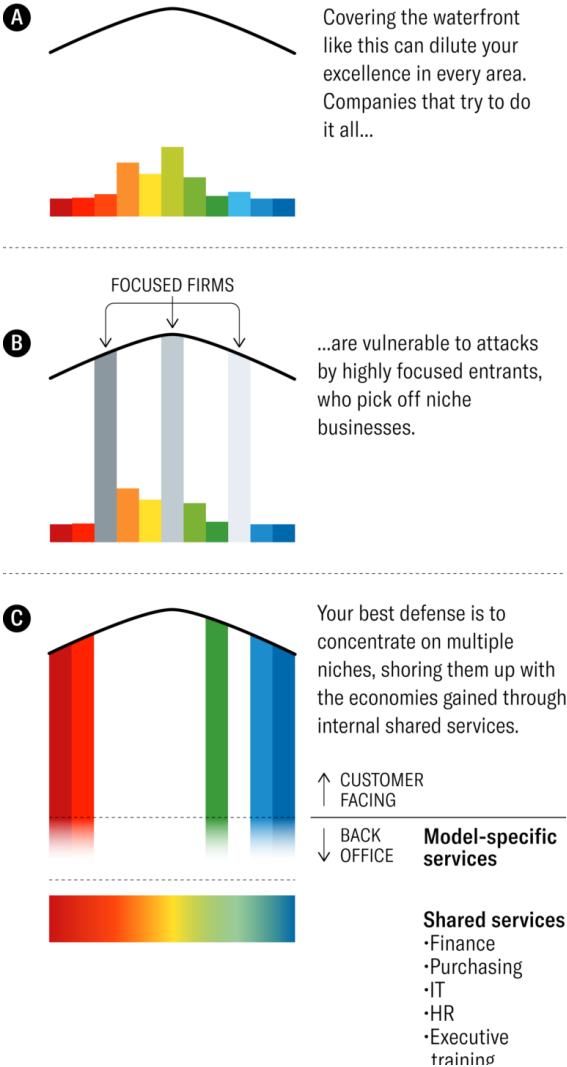 A
Covering the waterfront
like this can dilute your
excellence in every area.
Companies that try to do
it all...
FOCUSED FIRMS
B
...are vulnerable to attacks
by highly focused entrants,
who pick off niche
businesses.
C
Your best defense is to
concentrate on multiple
niches, shoring them up with
the economies gained through
internal shared services.
↑ CUSTOMER
FACING
↓ BACK
OFFICE
Model-specific
services
Shared services
·Finance
·Purchasing
·IT
·HR
·Executive
training